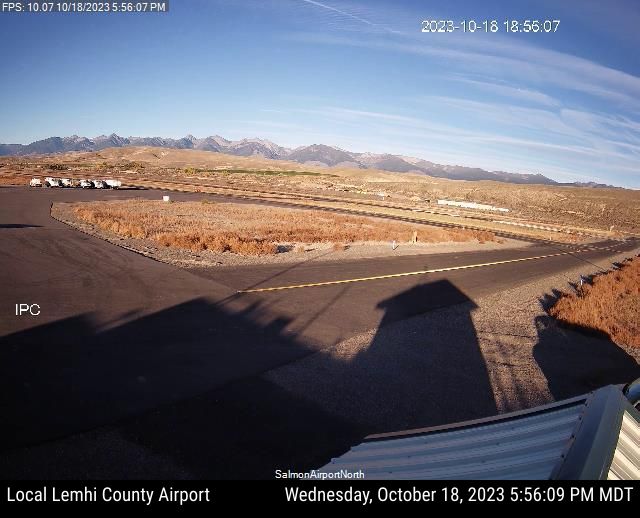 FPS: 10.07 10/18/2023 5:56:07 PM
2023-10-18 18:56:07
IPC
SalmonAirportNorth
Local Lemhi County Airport
Wednesday, October 18, 2023 5:56:09 PM MDT